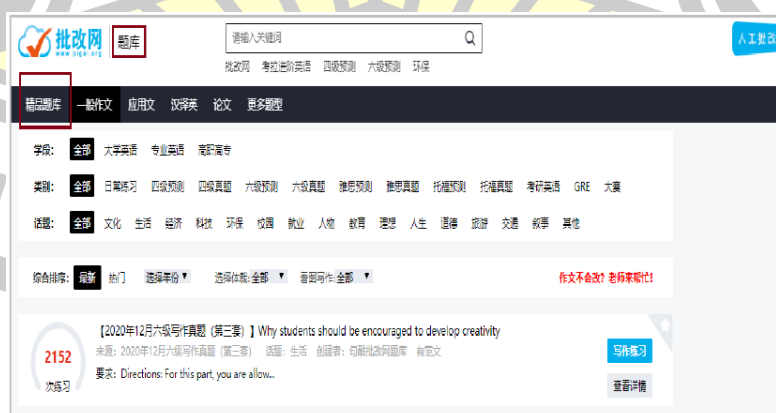 批改网 题库 请输入关键词 人工批改
www.pigai.org
批改网 考拉进阶英语 四级预测 六级预测 环保
精品题库 一般作文 应用文 汉译英 论文 更多题型
学段: 全部 大学英语 专业英语 高职高专
类别: 全部 日常练习 四级预测 四级真题 六级预测 六级真题 雅思预测 雅思真题 托福预测 托福真题 考研英语 GRE 大赛
话题: 全部 文化 生活 经济 科技 环保 校园 就业 人物 教育 理想 人生 道德 旅游 交通 叙事 其他
综合排序: 最新 热门 选择年份▼ 选择体裁:全部 ▼ 看图写作:全部 ▼ 作文不会改? 老师来帮忙!
【2020年12月六级写作真题 (第三套) 】Why students should be encouraged to develop creativity
来源: 2020年12月六级写作真题 (第三套) 话题: 生活 创建者: 句酷批改网题库 有范文
2152 写作练习
要求: Directions: For this part, you are allow...
次练习 查看详情